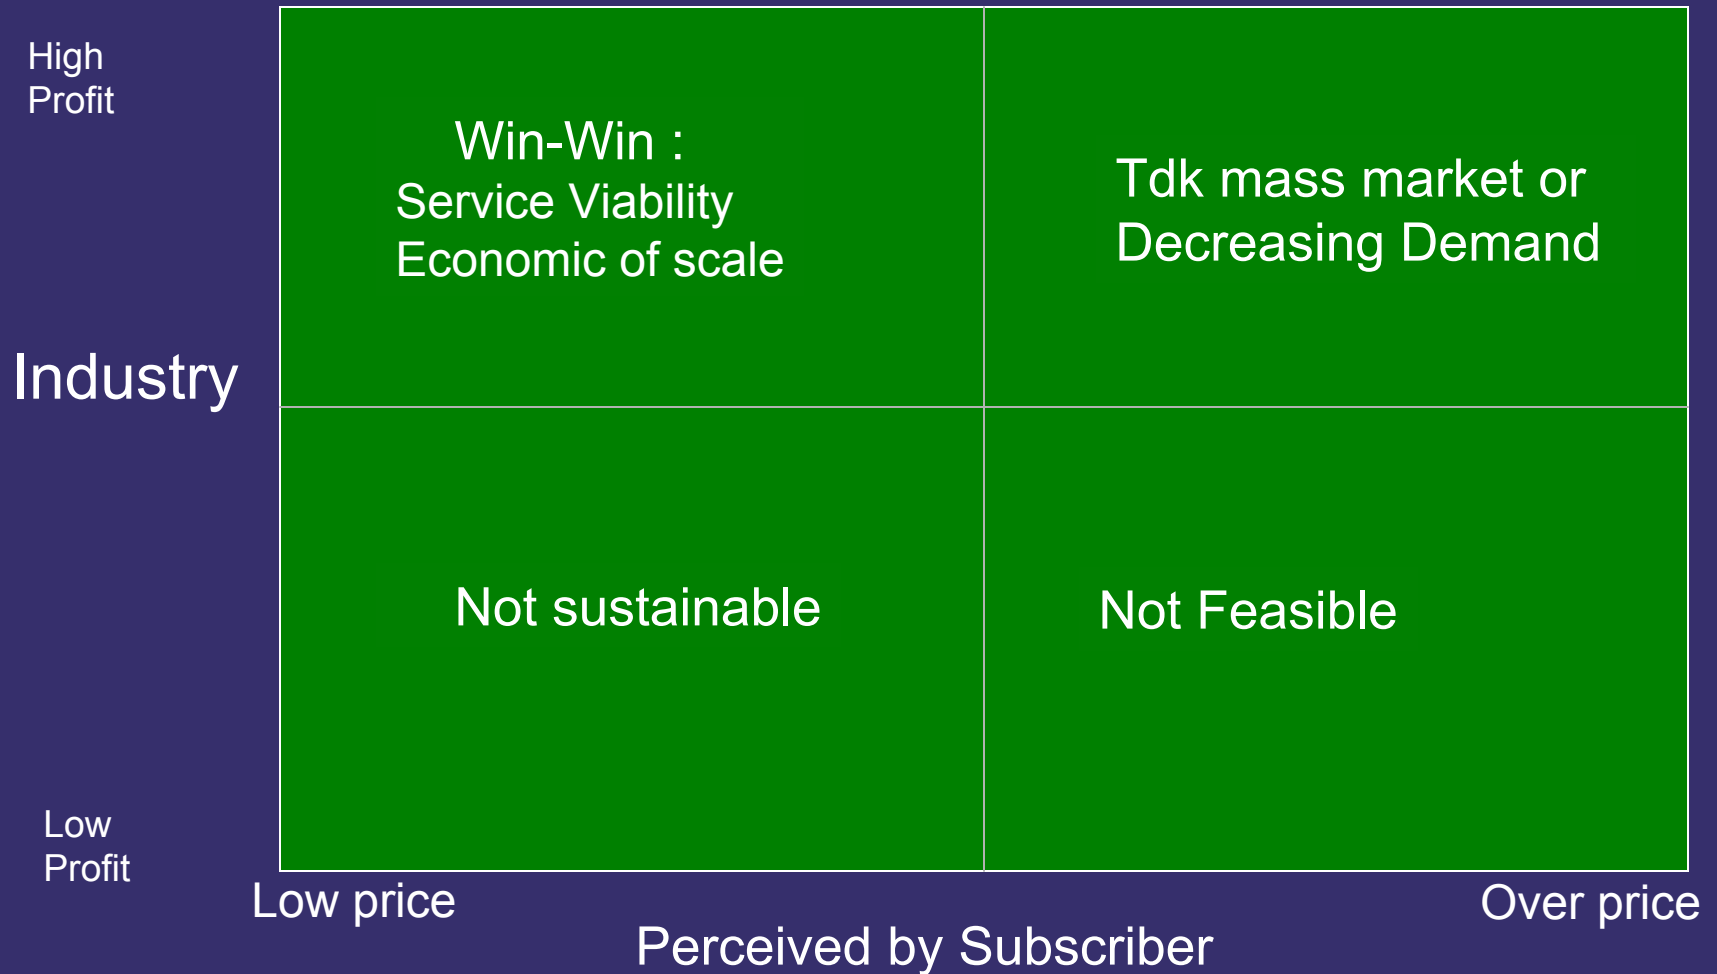 High
Profit
Win-Win :
Service Viability
Economic of scale
Tdk mass market or
Decreasing Demand
Industry
Not sustainable
Not Feasible
Low
Profit
Low price
Over price
Perceived by Subscriber